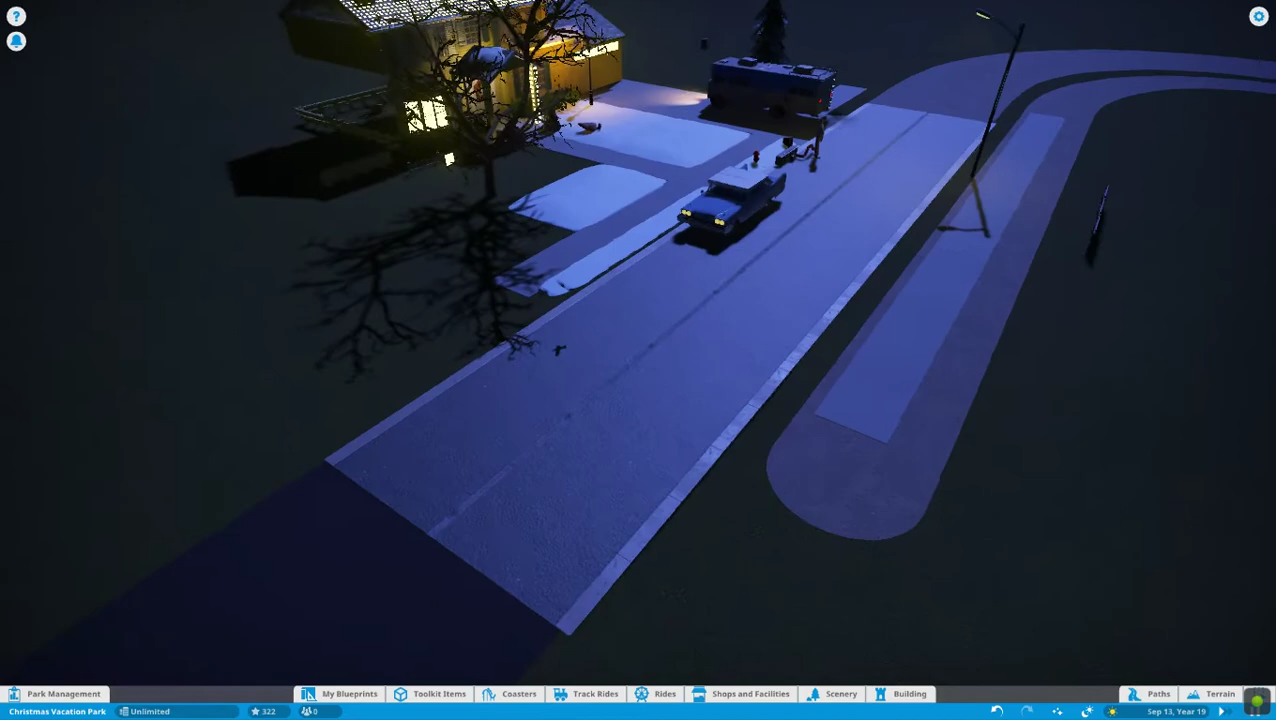 ?
Park Management
My Blueprints
Toolkit Items
Coasters
Track Rides
Rides
Shops and Facilities
Scenery
Building
Paths
Terrain
Christmas Vacation Park
Unlimited
322
0
Sep 13, Year 19